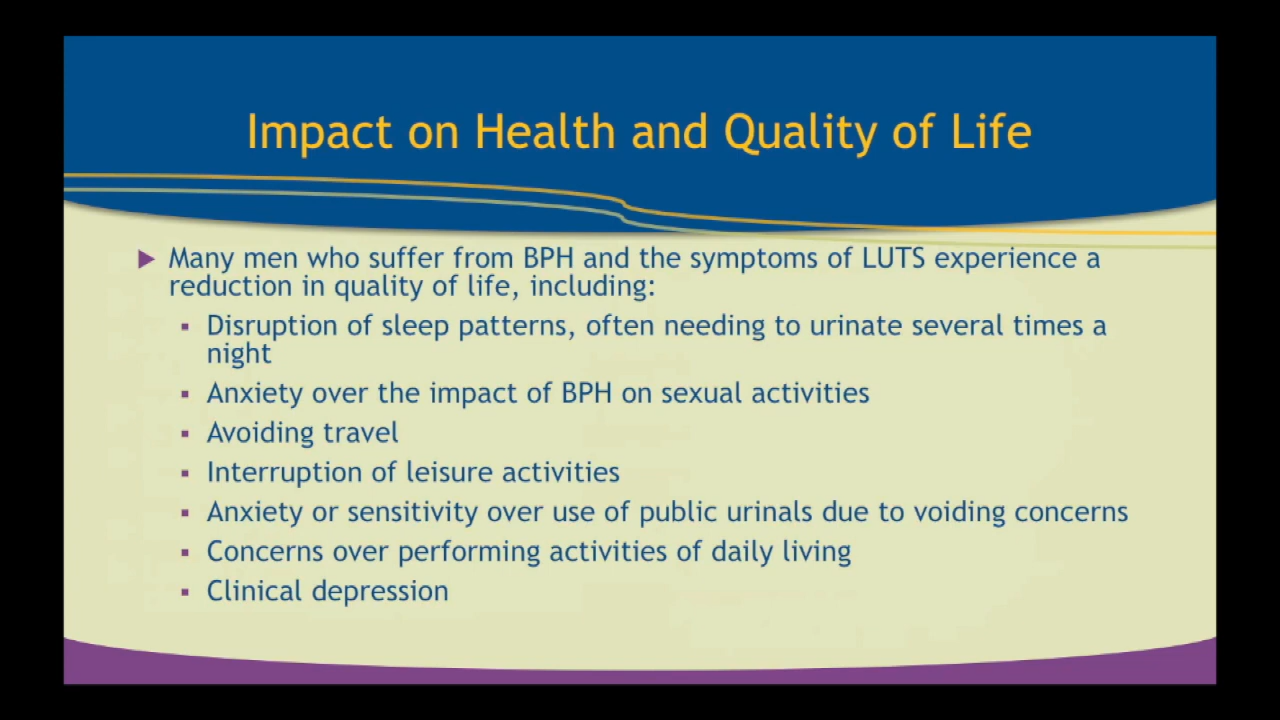 Impact on Health and Quality of Life
Many men who suffer from BPH and the symptoms of LUTS experience a
reduction in quality of life, including:
Disruption of sleep patterns, often needing to urinate several times a
night
Anxiety over the impact of BPH on sexual activities
Avoiding travel
Interruption of leisure activities
Anxiety or sensitivity over use of public urinals due to voiding concerns
Concerns over performing activities of daily living
Clinical depression